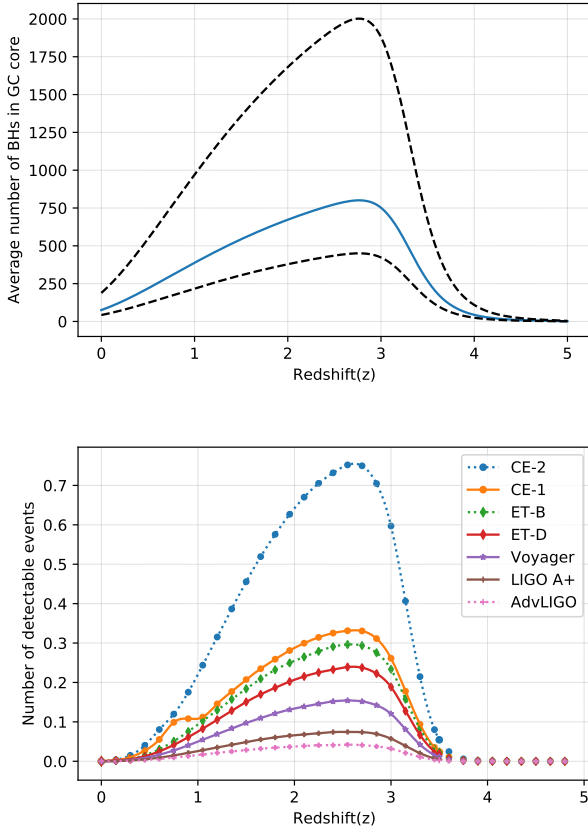 2000
1750
1500
1250
1000
750
500
250
0
Average number of BHs in GC core
0 1 2 3 4 5
Redshift(z)
0.7
0.6
0.5
0.4
0.3
0.2
0.1
0.0
Number of detectable events
CE-2
CE-1
ET-B
ET-D
Voyager
LIGO A+
AdvLIGO
0 1 2 3 4 5
Redshift(z)